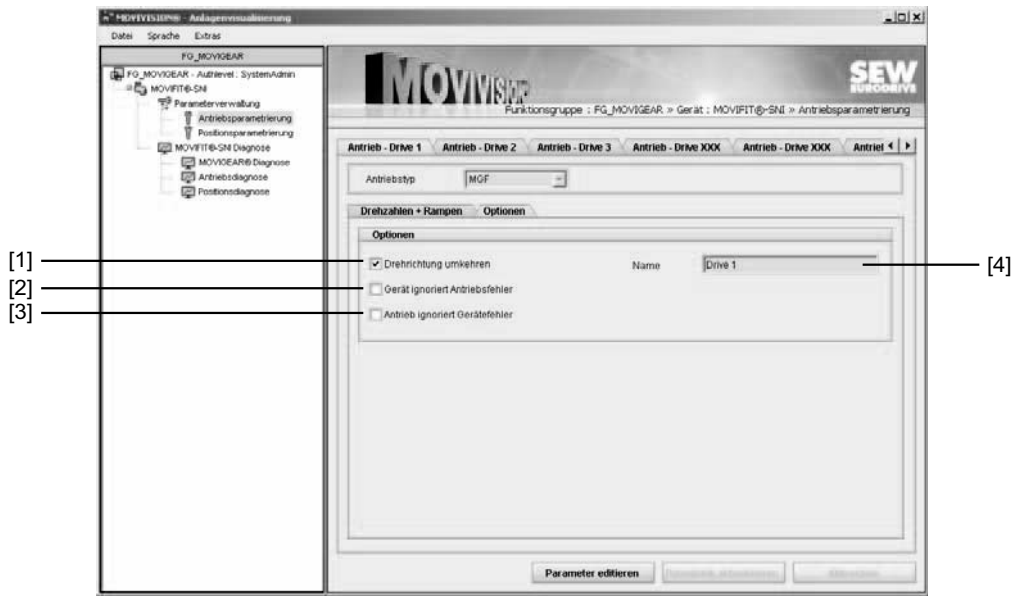 MOVIVISION® - Anlagenvisualisierung
Datei Sprache Extras
FG_MOVIGEAR
FG_MOVIGEAR - Authlevel : SystemAdmin
MOVIFIT®-SNI
Parameterverwaltung
Antriebsparametrierung
Positionsparametrierung
MOVIFIT®-SNI Diagnose
MOVIGEAR® Diagnose
Antriebsdiagnose
Positionsdiagnose
MOVIVISION
SEW
EURODRIVE
Funktionsgruppe : FG_MOVIGEAR » Gerät : MOVIFIT®-SNI » Antriebsparametrierung
Antrieb - Drive 1 Antrieb - Drive 2 Antrieb - Drive 3 Antrieb - Drive XXX Antrieb - Drive XXX Antriel
Antriebstyp MGF
Drehzahlen + Rampen Optionen
Optionen
[1] Drehrichtung umkehren Name Drive 1 [4]
[2] Gerät ignoriert Antriebsfehler
[3] Antrieb ignoriert Gerätefehler
Parameter editieren